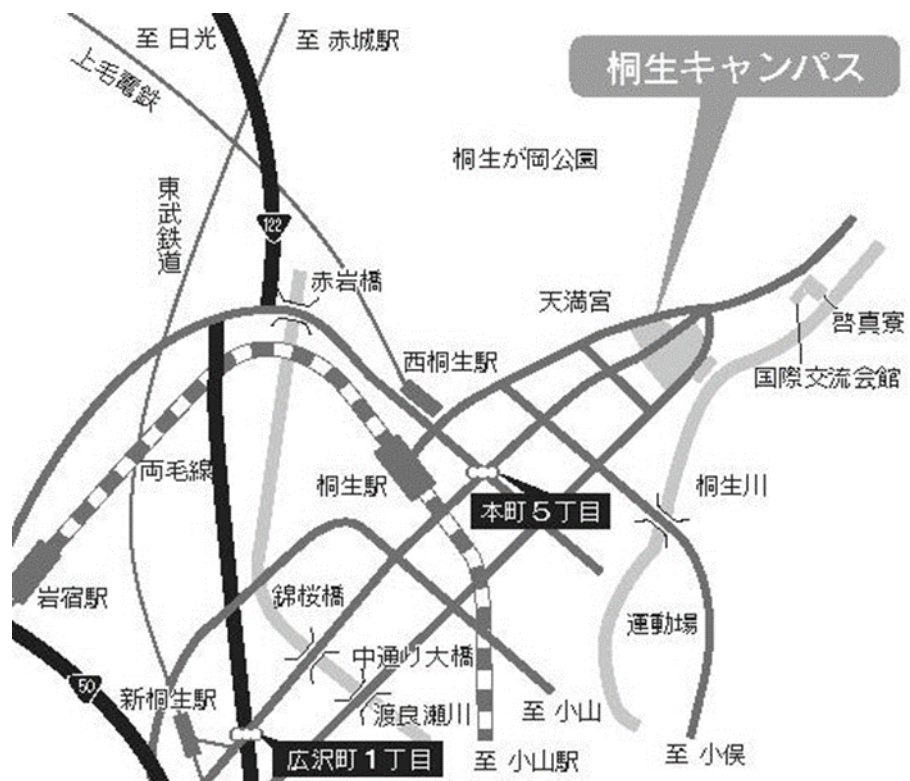 至 日光
至 赤城駅
上毛電鉄
桐生キャンパス
桐生が岡公園
東武鉄道
122
赤岩橋
天満宮
西桐生駅
啓真寮
国際交流会館
両毛線
桐生駅
桐生川
本町5丁目
岩宿駅
錦桜橋
運動場
中通り大橋
50
新桐生駅
渡良瀬川
至 小山
広沢町1丁目
至 小山駅
至 小俣